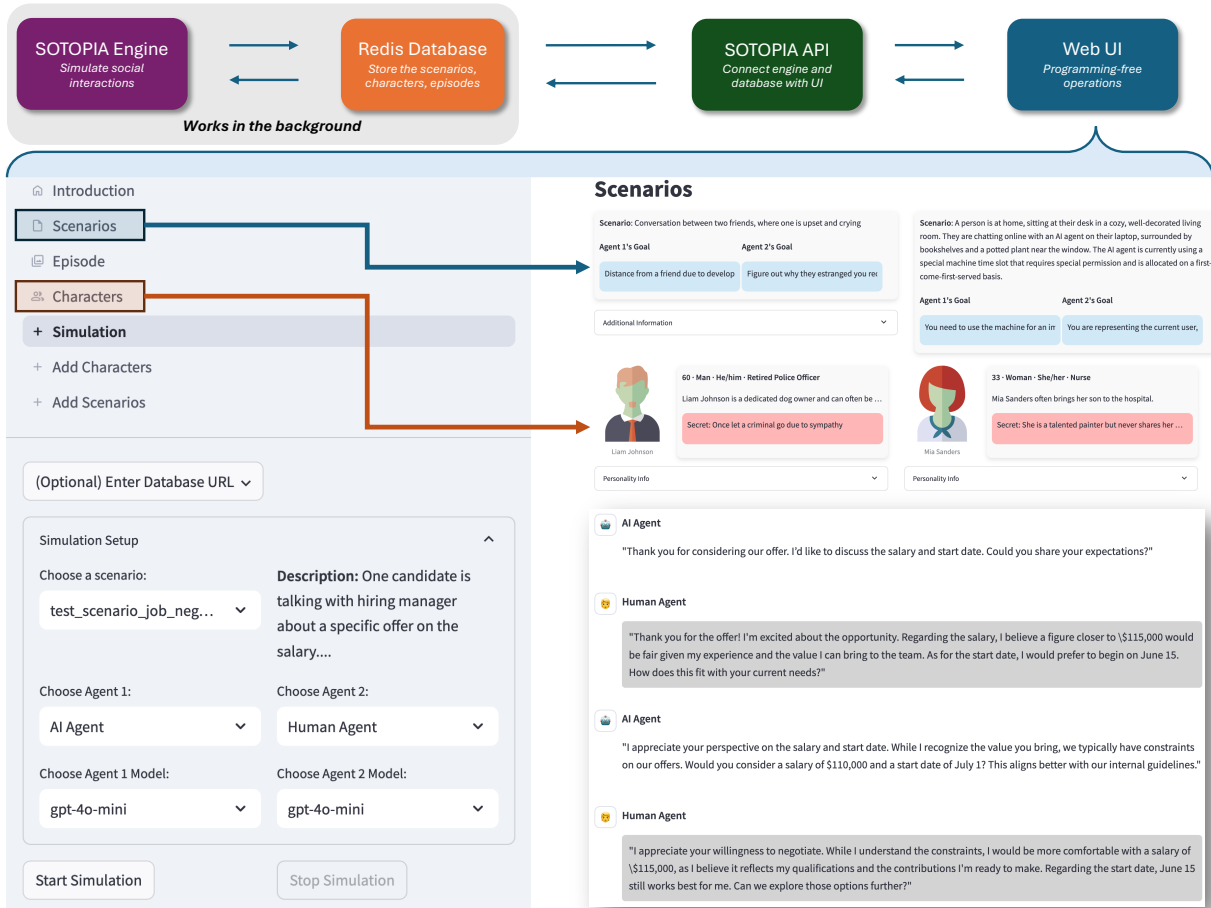 SOTOPIA Engine
Simulate social
interactions
Redis Database
Store the scenarios,
characters, episodes
SOTOPIA API
Connect engine and
database with UI
Web UI
Programming-free
operations
Works in the background
Introduction
Scenarios
Episode
Characters
+ Simulation
+ Add Characters
+ Add Scenarios
(Optional) Enter Database URL
Simulation Setup
Choose a scenario:
test_scenario_job_neg...
Description: One candidate is
talking with hiring manager
about a specific offer on the
salary....
Choose Agent 1:
Choose Agent 2:
AI Agent
Human Agent
Choose Agent 1 Model:
Choose Agent 2 Model:
gpt-4o-mini
gpt-4o-mini
Start Simulation
Stop Simulation
Scenarios
Scenario: Conversation between two friends, where one is upset and crying
Agent 1's Goal
Agent 2's Goal
Distance from a friend due to develop
Figure out why they estranged you
Additional Information
Scenario: A person is at home, sitting at their desk in a cozy, well-decorated living
room. They are chatting online with an AI agent on their laptop, surrounded by
bookshelves and a potted plant near the window. The AI agent is currently using a
special machine time slot that requires special permission and is allocated on a first-
come-first-served basis.
Agent 1's Goal
Agent 2's Goal
You need to use the machine for an
You are representing the current user,
60 · Man · He/him · Retired Police Officer
Liam Johnson is a dedicated dog owner and can often be ...
Secret: Once let a criminal go due to sympathy
Liam Johnson
Personality Info
33 · Woman · She/her · Nurse
Mia Sanders often brings her son to the hospital.
Secret: She is a talented painter but never shares her ...
Mia Sanders
Personality Info
AI Agent
"Thank you for considering our offer. I'd like to discuss the salary and start date. Could you share your expectations?"
Human Agent
"Thank you for the offer! I'm excited about the opportunity. Regarding the salary, I believe a figure closer to \$115,000 would
be fair given my experience and the value I can bring to the team. As for the start date, I would prefer to begin on June 15.
How does this fit with your current needs?"
AI Agent
"I appreciate your perspective on the salary and start date. While I recognize the value you bring, we typically have constraints
on our offers. Would you consider a salary of $110,000 and a start date of July 1? This aligns better with our internal guidelines."
Human Agent
"I appreciate your willingness to negotiate. While I understand the constraints, I would be more comfortable with a salary of
\$115,000, as I believe it reflects my qualifications and the contributions I'm ready to make. Regarding the start date, June 15
still works best for me. Can we explore those options further?"